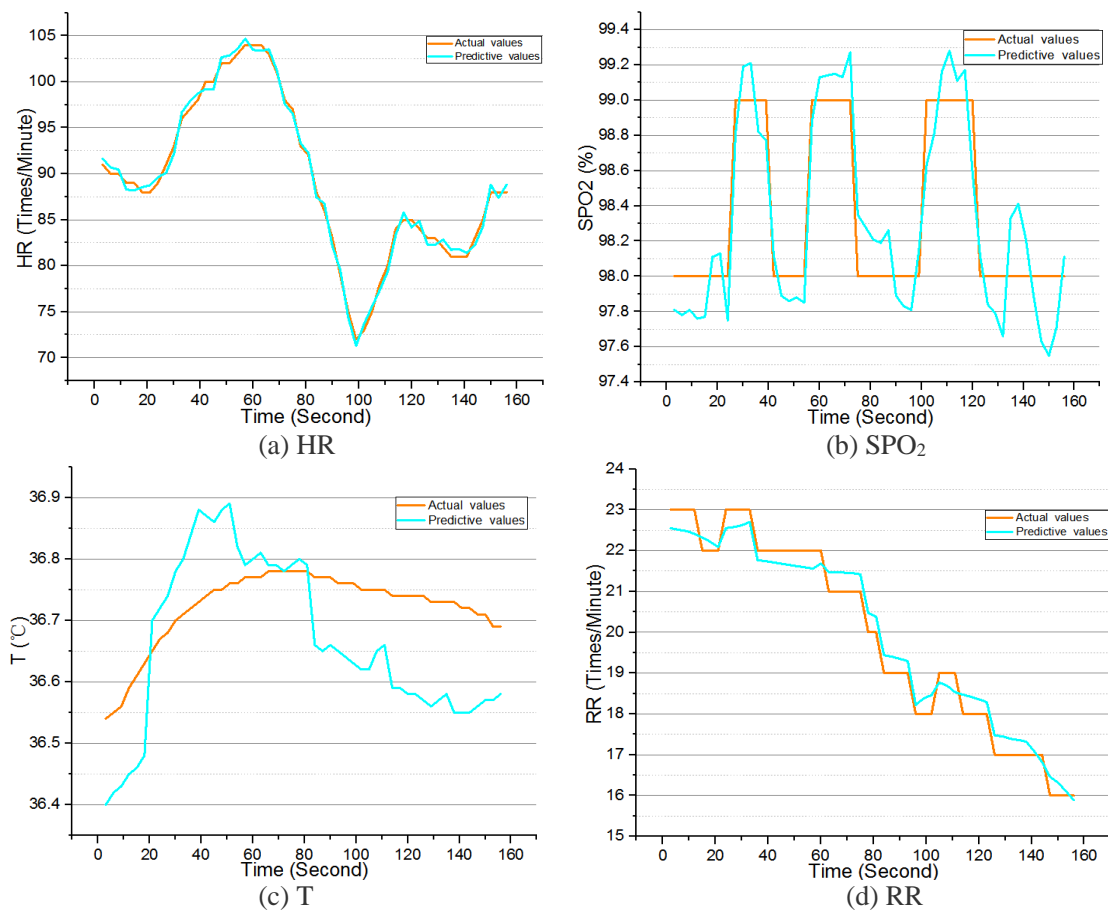 105
100
95
90
85
80
75
70
HR (Times/Minute)
Actual values
Predictive values
0 20 40 60 80 100 120 140 160
Time (Second)
(a) HR
99.4
99.2
99.0
98.8
98.6
98.4
98.2
98.0
97.8
97.6
97.4
SPO2 (%)
Actual values
Predictive values
0 20 40 60 80 100 120 140 160
Time (Second)
(b) SPO₂
36.9
36.8
36.7
36.6
36.5
36.4
T (℃)
Actual values
Predictive values
0 20 40 60 80 100 120 140 160
Time (Second)
(c) T
24
23
22
21
20
19
18
17
16
15
RR (Times/Minute)
Actual values
Predictive values
0 20 40 60 80 100 120 140 160
Time (Second)
(d) RR